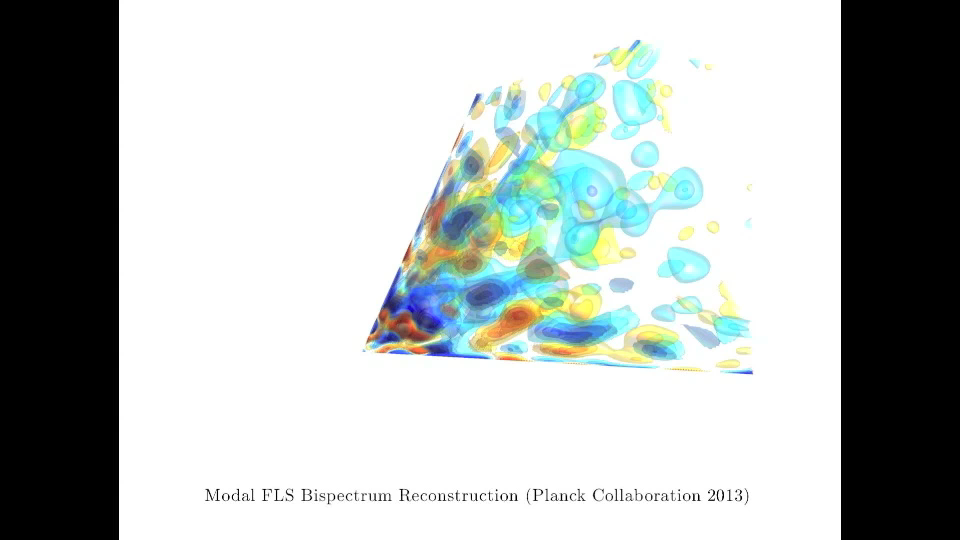 Modal FLS Bispectrum Reconstruction (Planck Collaboration 2013)